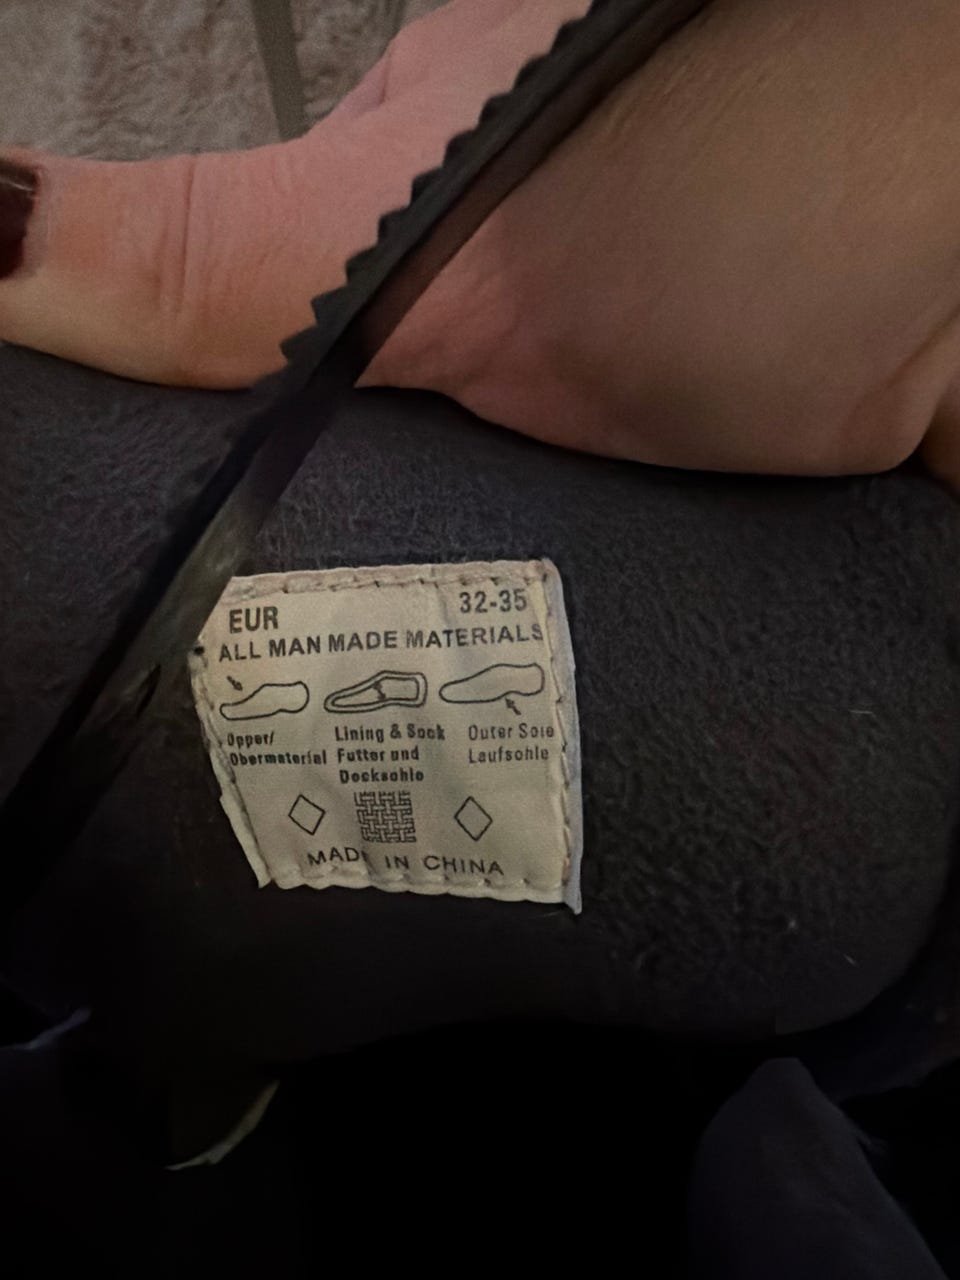 EUR 32-35
ALL MAN MADE MATERIALS
Upper/ Lining & Sock Outer Sole
Obermaterial Futter und Laufsohle
Decksohle
MADE IN CHINA